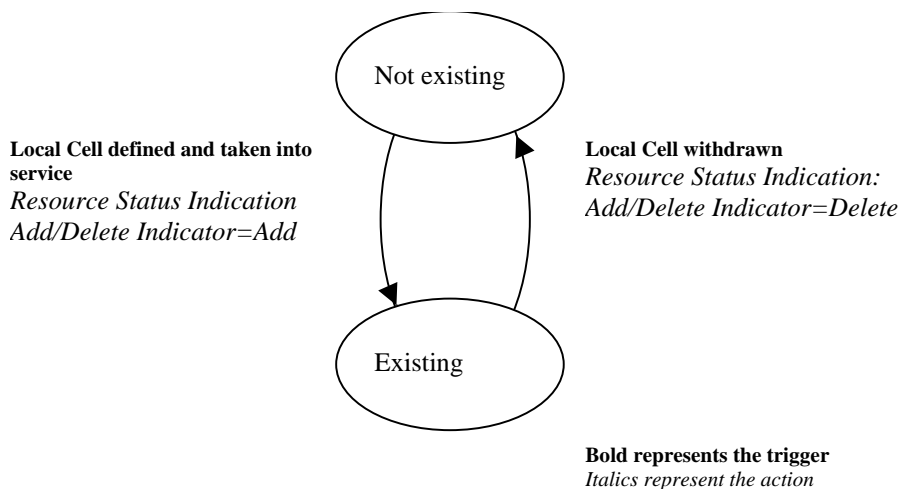 Not existing
Local Cell defined and taken into
service
Resource Status Indication
Add/Delete Indicator=Add
Local Cell withdrawn
Resource Status Indication:
Add/Delete Indicator=Delete
Existing
Bold represents the trigger
Italics represent the action